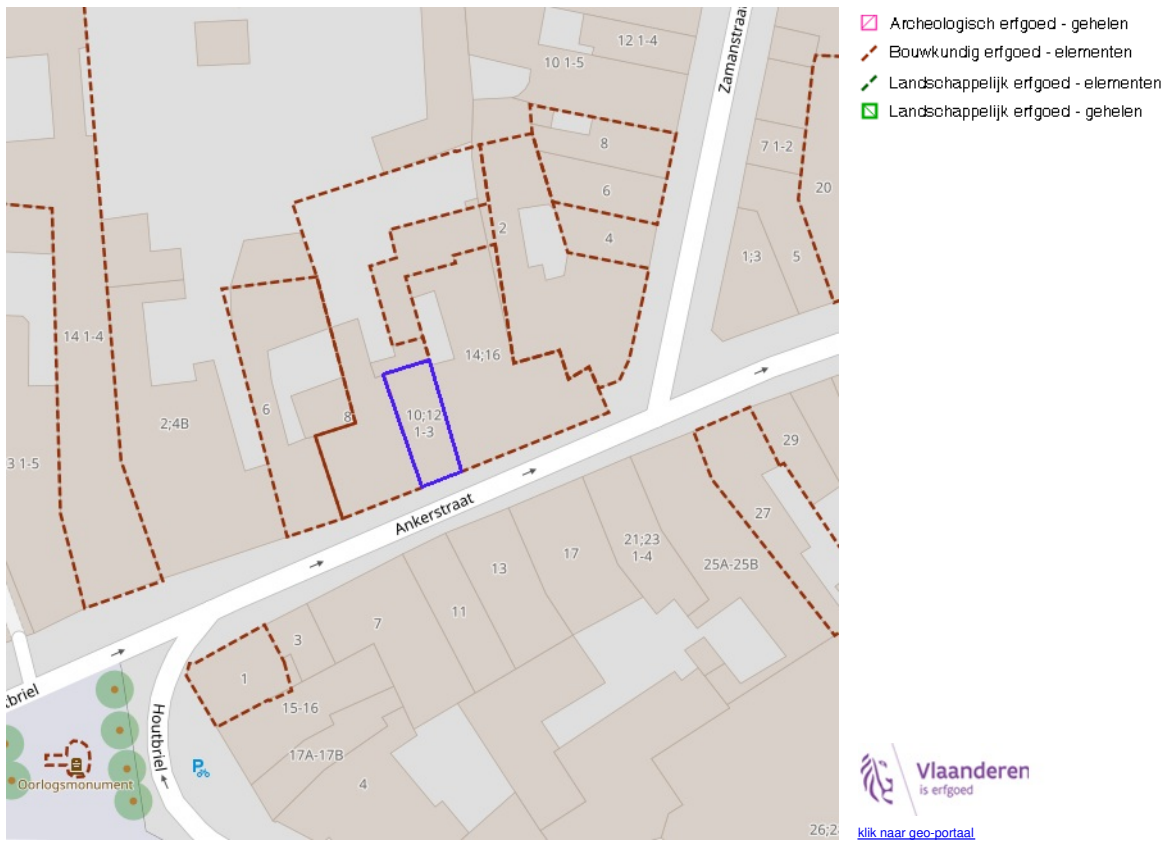 Archeologisch erfgoed - gehelen
Bouwkundig erfgoed - elementen
Landschappelijk erfgoed - elementen
Landschappelijk erfgoed - gehelen
12 1-4
10 1-5
Zamanstraat
8
7 1-2
6
20
2
4
1;3
5
14 1-4
14;16
6
8
10;12
1-3
2;4B
3 1-5
29
Ankerstraat
27
21;23
1-4
17
13
25A-25B
11
7
3
1
tbriel
15-16
Houtbriel
17A-17B
P
Oorlogsmonument
4
26;2
Vlaanderen
is erfgoed
klik naar geo-portaal